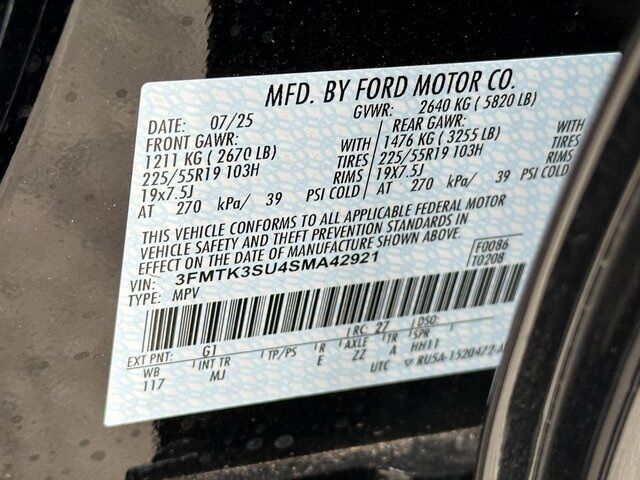 MFD. BY FORD MOTOR CO.
DATE: 07/25 GVWR: 2640 KG ( 5820 LB)
FRONT GAWR: REAR GAWR:
1211 KG ( 2670 LB) WITH 1476 KG ( 3255 LB) WITH
225/55R19 103H TIRES 225/55R19 103H TIRES
19x7.5J RIMS 19X7.5J RIMS
AT 270 kPa/ 39 PSI COLD AT 270 kPa/ 39 PSI COLD
THIS VEHICLE CONFORMS TO ALL APPLICABLE FEDERAL MOTOR
VEHICLE SAFETY AND THEFT PREVENTION STANDARDS IN
EFFECT ON THE DATE OF MANUFACTURE SHOWN ABOVE.
VIN: 3FMTK3SU4SMA42921 F0086
TYPE: MPV T0208
EXT PNT: G1 RC: 27 DSO:
WB INT TR TP/PS R AXLE TR SPR
117 MJ E ZZ A HH11
UTC RU5A-1520472-A